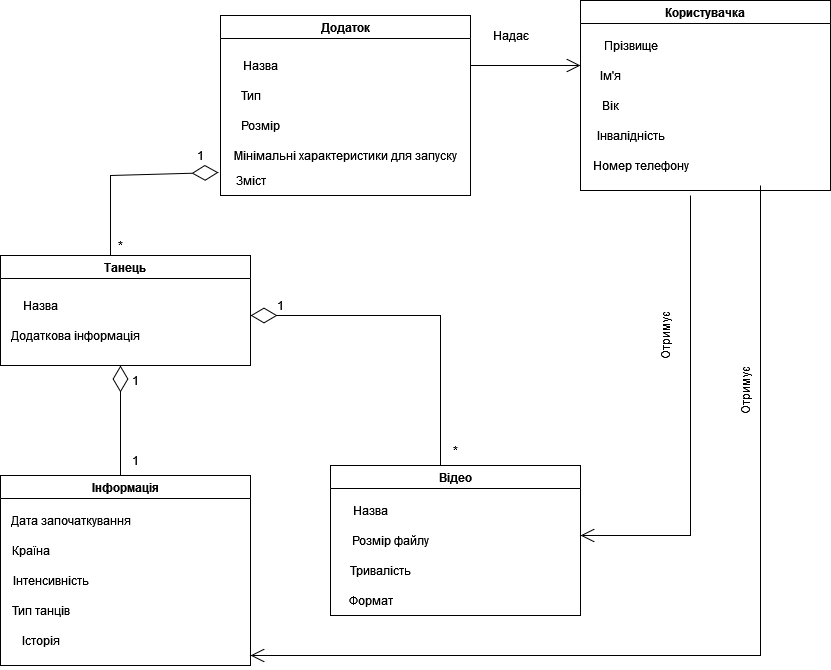 Додаток
Назва
Тип
Розмір
Мінімальні характеристики для запуску
Зміст
Надає
Користувачка
Прізвище
Ім'я
Вік
Інвалідність
Номер телефону
1
*
Танець
Назва
Додаткова інформація
1
*
1
1
Отримує
Отримує
Інформація
Дата започаткування
Країна
Інтенсивність
Тип танців
Історія
Відео
Назва
Розмір файлу
Тривалість
Формат